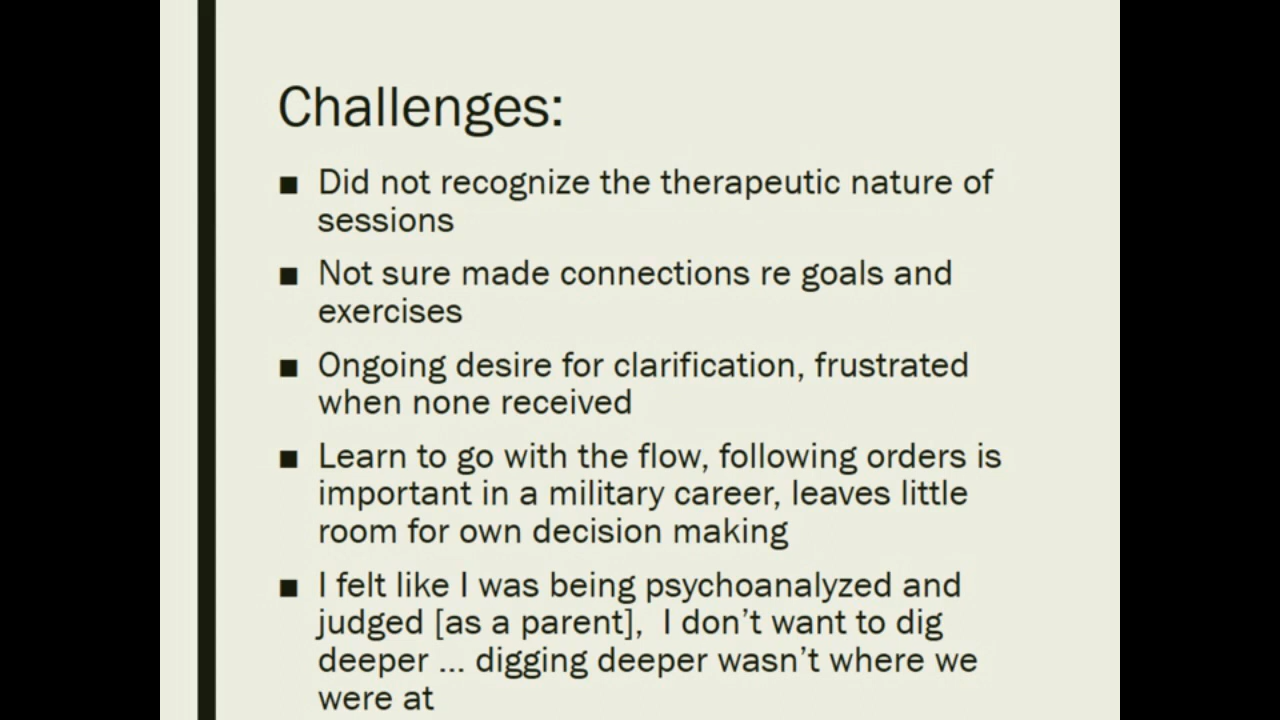 Challenges:
■ Did not recognize the therapeutic nature of
sessions
■ Not sure made connections re goals and
exercises
■ Ongoing desire for clarification, frustrated
when none received
■ Learn to go with the flow, following orders is
important in a military career, leaves little
room for own decision making
■ I felt like I was being psychoanalyzed and
judged [as a parent],  I don’t want to dig
deeper ... digging deeper wasn’t where we
were at